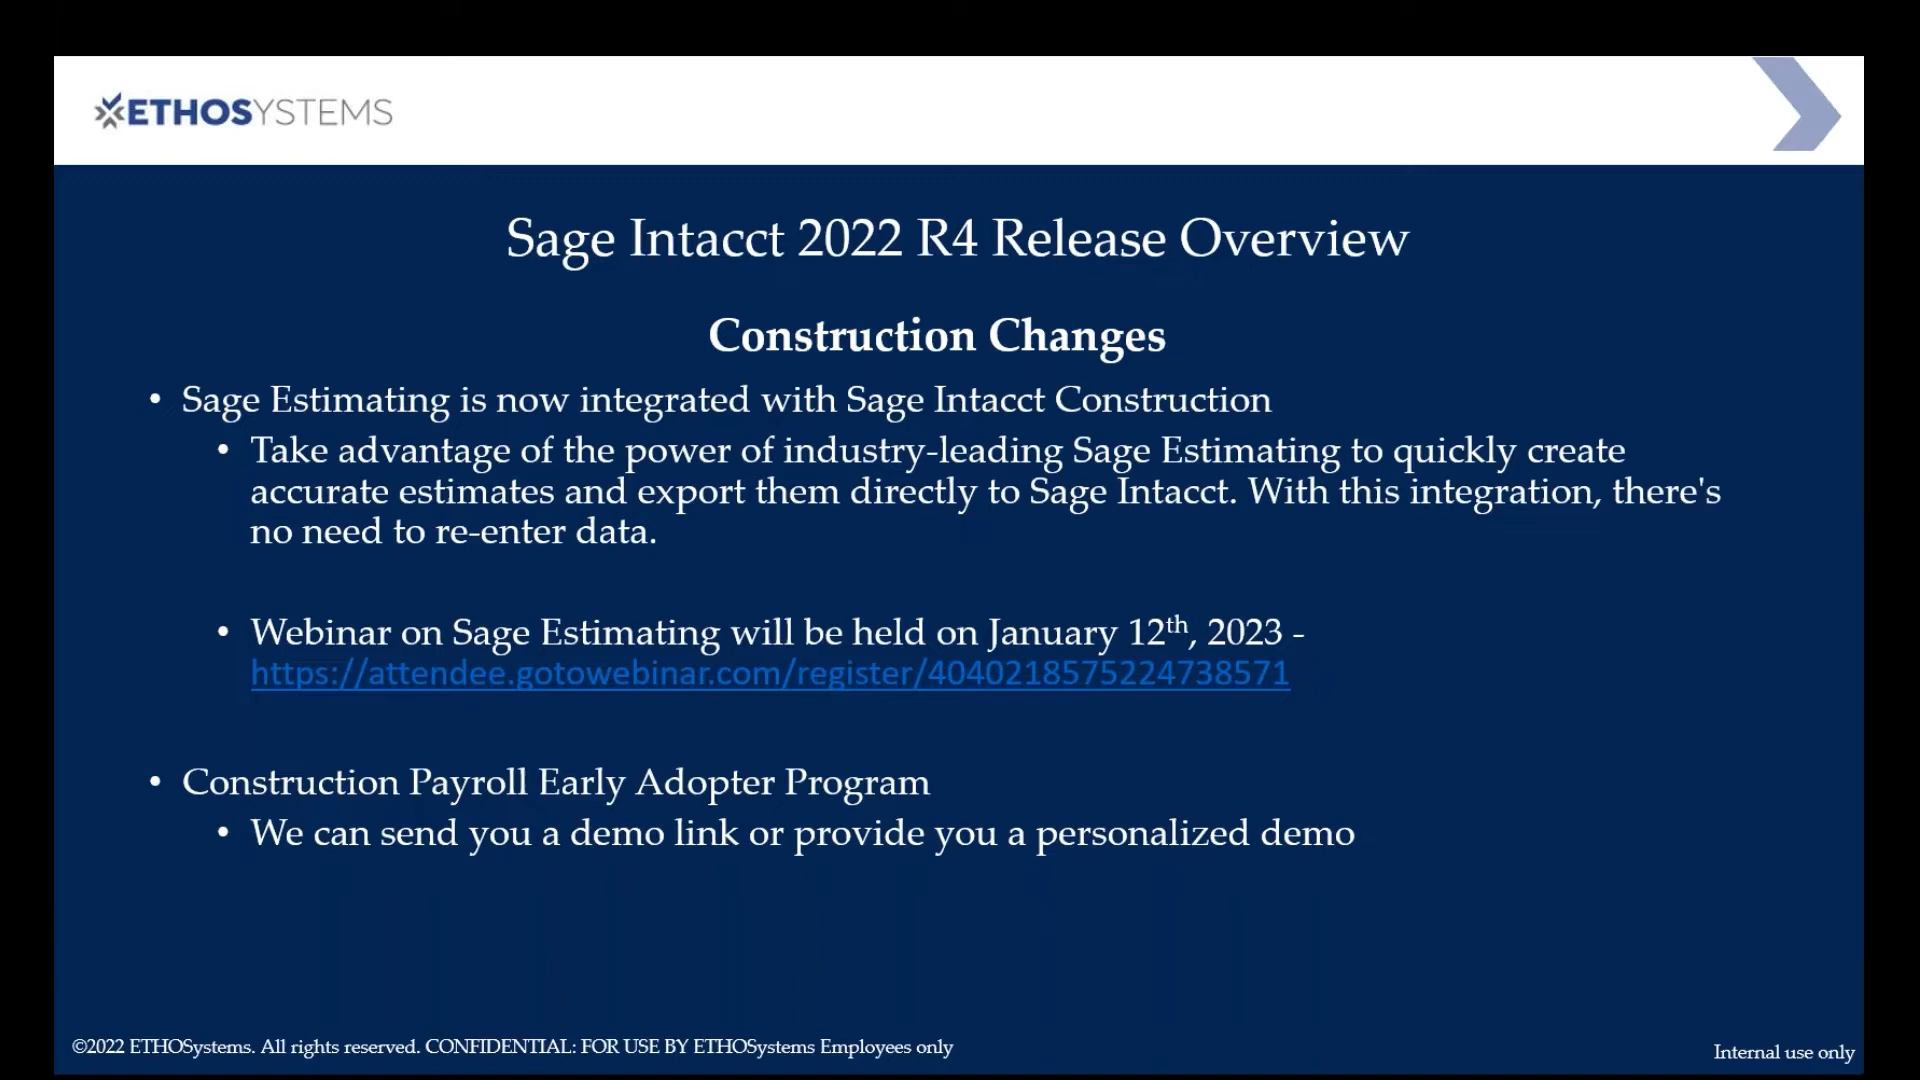 ETHOSYSTEMS
Sage Intacct 2022 R4 Release Overview
Construction Changes
• Sage Estimating is now integrated with Sage Intacct Construction
• Take advantage of the power of industry-leading Sage Estimating to quickly create
accurate estimates and export them directly to Sage Intacct. With this integration, there's
no need to re-enter data.
• Webinar on Sage Estimating will be held on January 12th, 2023 -
https://attendee.gotowebinar.com/register/4040218575224738571
• Construction Payroll Early Adopter Program
• We can send you a demo link or provide you a personalized demo
©2022 ETHOSystems. All rights reserved. CONFIDENTIAL: FOR USE BY ETHOSystems Employees only
Internal use only